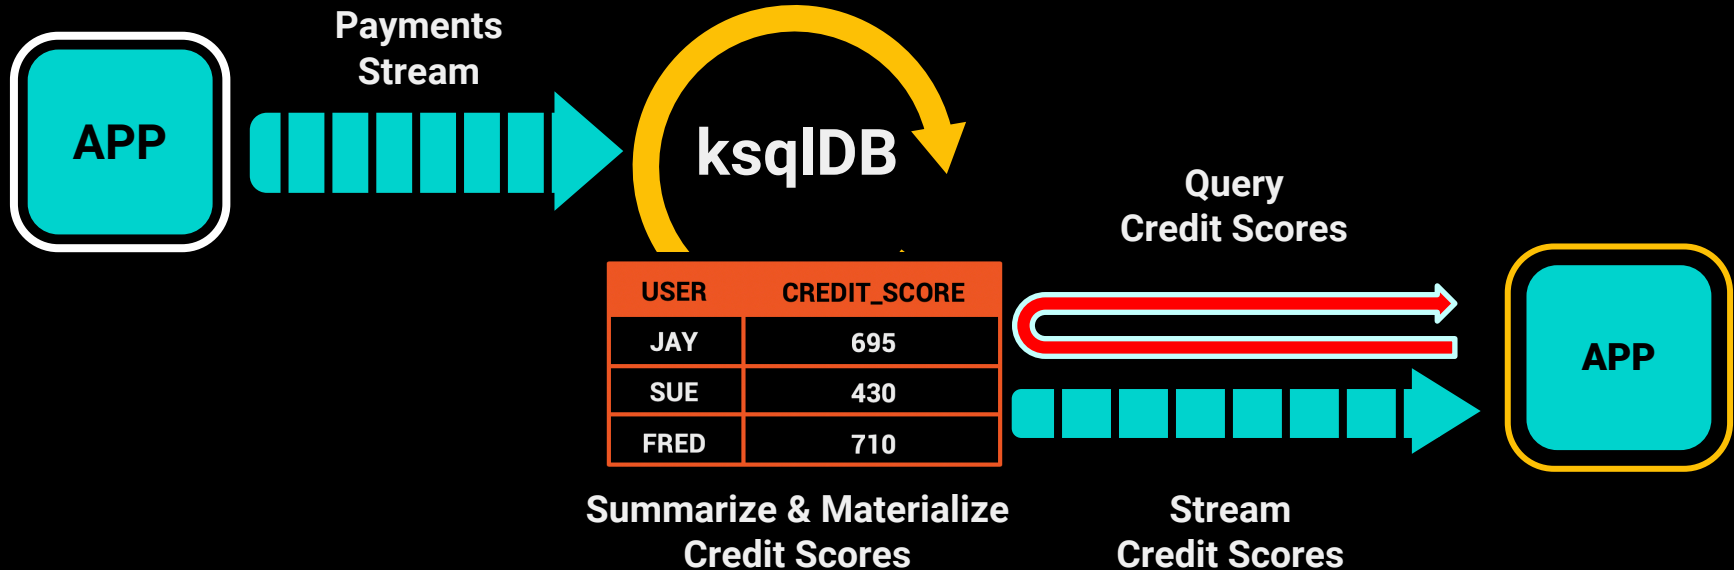 APP
Payments
Stream
ksqlDB
Query
Credit Scores
USER CREDIT_SCORE
JAY 695
SUE 430
FRED 710
APP
Summarize & Materialize
Credit Scores
Stream
Credit Scores